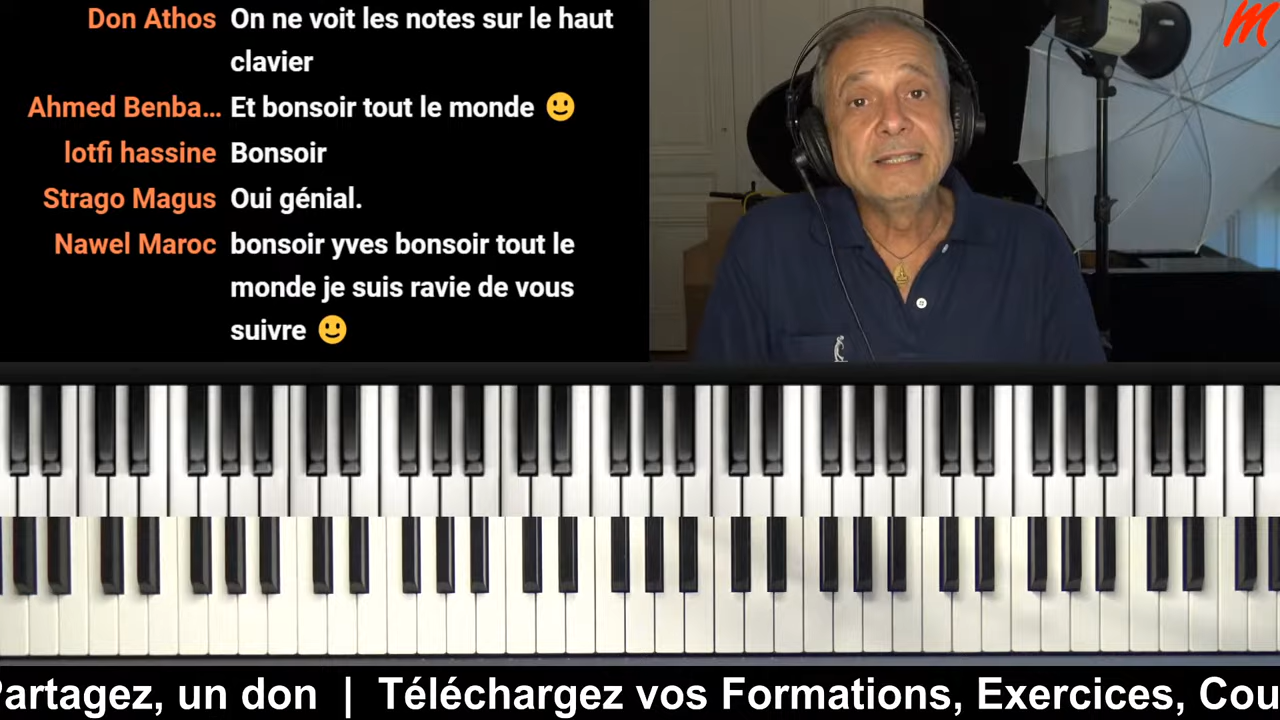 Don Athos On ne voit les notes sur le haut
clavier
Ahmed Benba... Et bonsoir tout le monde 🙂
lotfi hassine Bonsoir
Strago Magus Oui génial.
Nawel Maroc bonsoir yves bonsoir tout le
monde je suis ravie de vous
suivre 🙂
M
Partagez, un don | Téléchargez vos Formations, Exercices, Cou